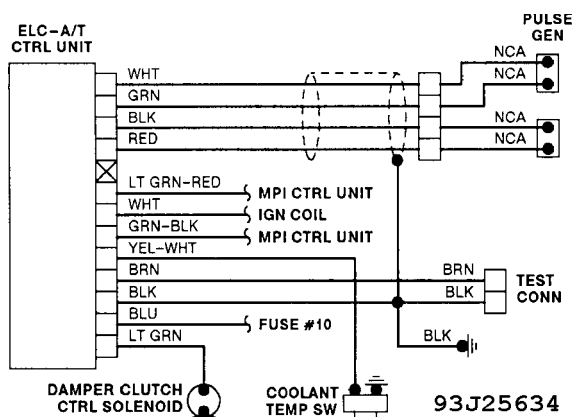 ELC-A/T
CTRL UNIT
PULSE
GEN
WHT
NCA
GRN
NCA
BLK
NCA
RED
NCA
LT GRN-RED
MPI CTRL UNIT
WHT
IGN COIL
GRN-BLK
MPI CTRL UNIT
YEL-WHT
BRN
BRN
TEST
CONN
BLK
BLK
BLU
FUSE #10
LT GRN
BLK
DAMPER CLUTCH
CTRL SOLENOID
COOLANT
TEMP SW
93J25634